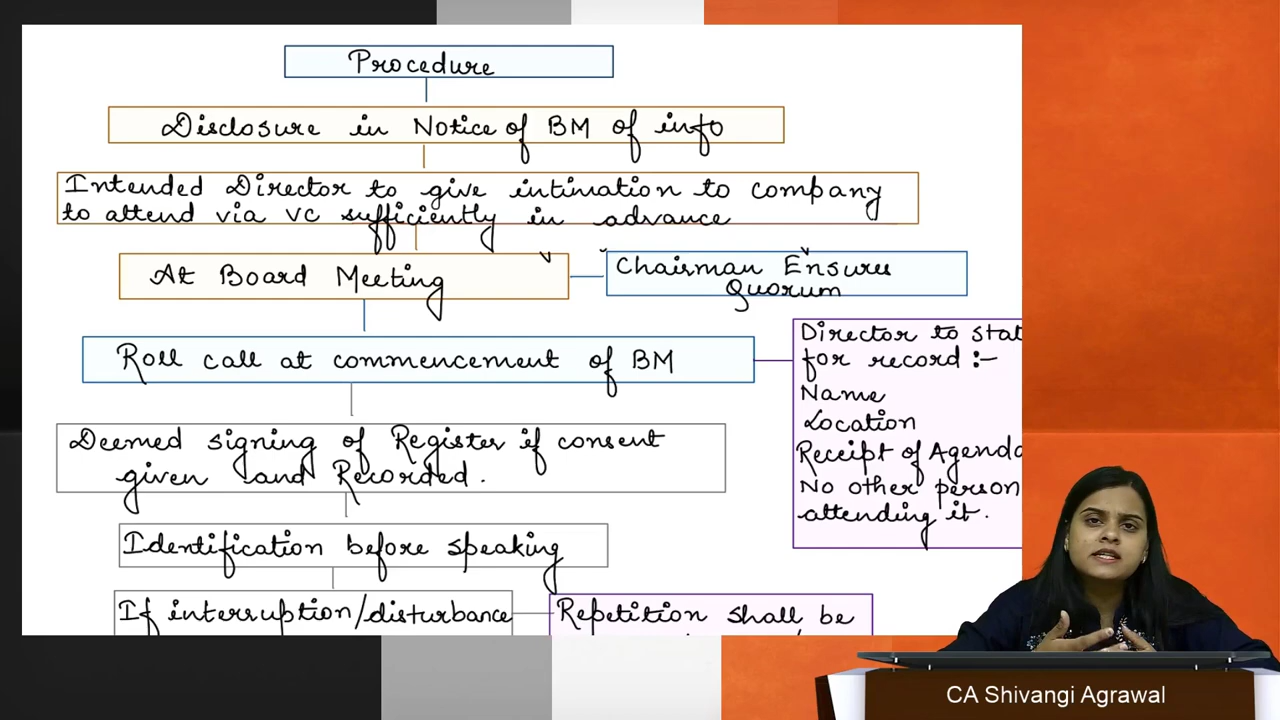 Procedure
Disclosure in Notice of BM of info
Intended Director to give intimation to company
to attend via VC sufficiently in advance
At Board Meeting
Chairman Ensures
Quorum
Roll call at commencement of BM
Director to stat
for record :-
Name
Location
Receipt of Agenda
No other person
attending it.
Deemed signing of Register if consent
given and Recorded.
Identification before speaking
If interruption/disturbance
Repetition shall be
CA Shivangi Agrawal